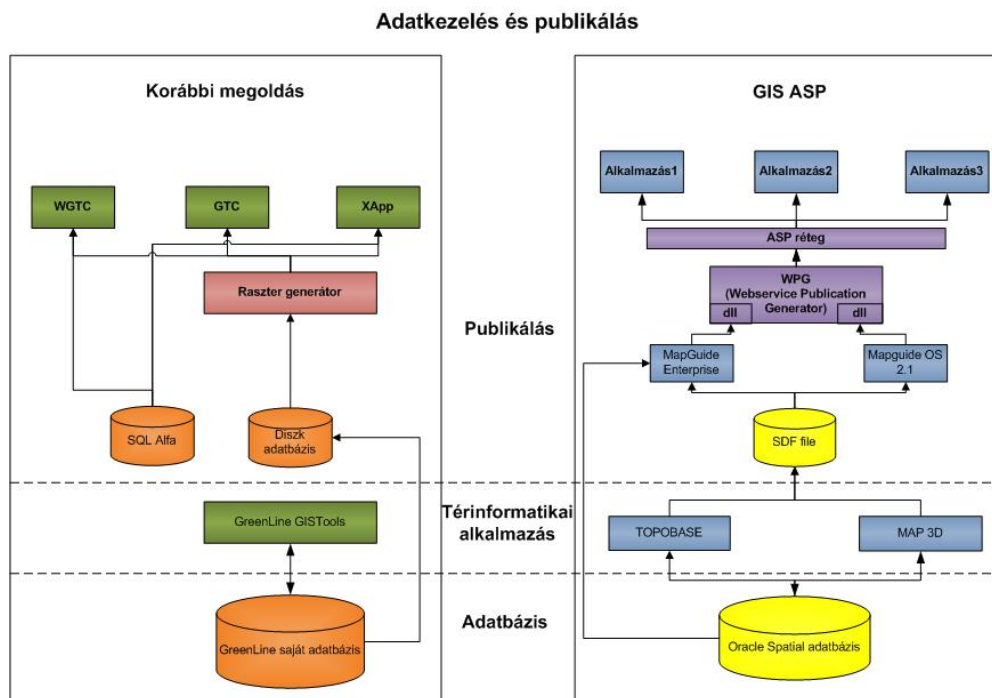 Adatkezelés és publikálás
Korábbi megoldás
WGTC
GTC
XApp
Raszter generátor
SQL Alfa
Diszk
adatbázis
GreenLine GISTools
GreenLine saját adatbázis
Publikálás
Térinformatikai
alkalmazás
Adatbázis
GIS ASP
Alkalmazás1
Alkalmazás2
Alkalmazás3
ASP réteg
WPG
(Webservice Publication
Generator)
dll
dll
MapGuide
Enterprise
Mapguide OS
2.1
SDF file
TOPOBASE
MAP 3D
Oracle Spatial adatbázis